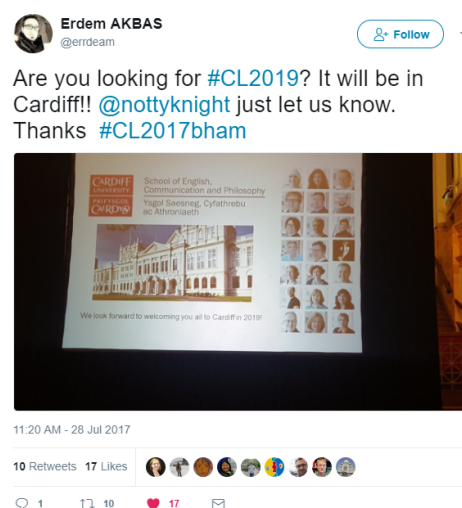 Erdem AKBAS
@errdeam
Follow
Are you looking for #CL2019? It will be in
Cardiff!! @nottyknight just let us know.
Thanks #CL2017bham
CARDIFF
UNIVERSITY
PRIFYSGOL
CAERDYDD
School of English,
Communication and Philosophy
Ysgol Saesneg, Cyfathrebu
ac Athroniaeth
We look forward to welcoming you all to Cardiff in 2019!
11:20 AM - 28 Jul 2017
10 Retweets 17 Likes
1 10 17